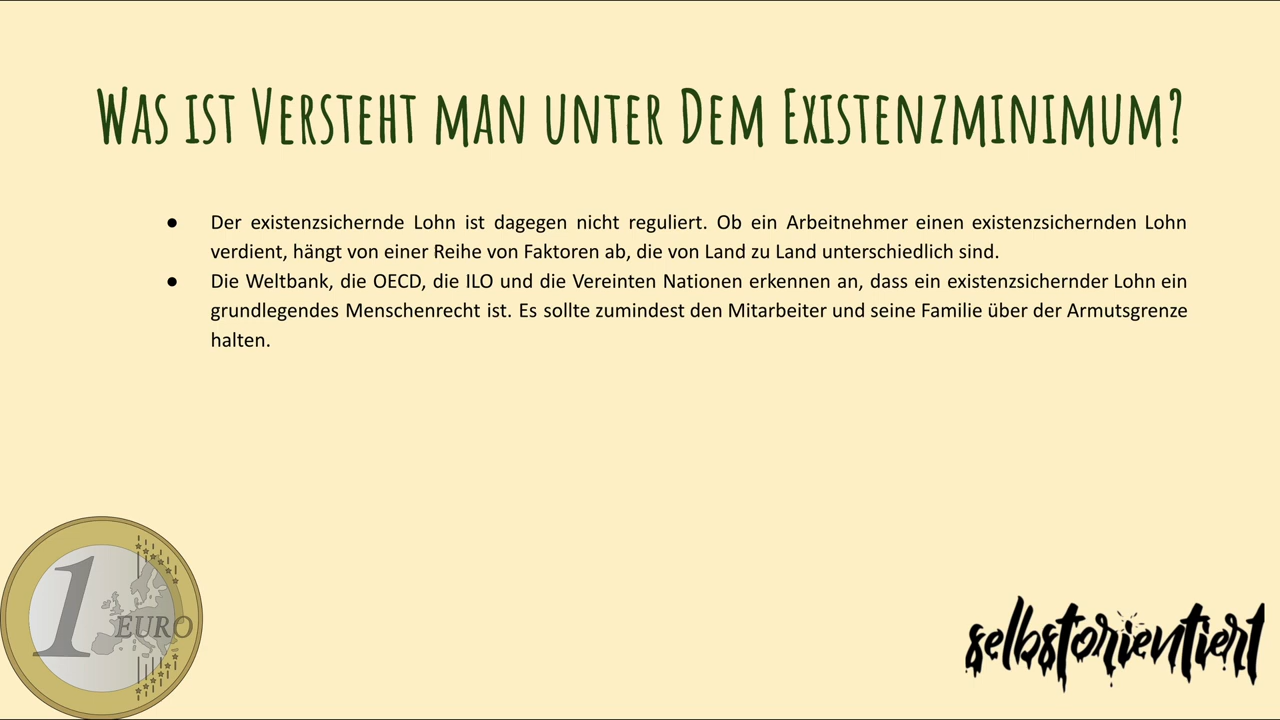 Was ist Versteht man unter Dem Existenzminimum?
● Der existenzsichernde Lohn ist dagegen nicht reguliert. Ob ein Arbeitnehmer einen existenzsichernden Lohn
verdient, hängt von einer Reihe von Faktoren ab, die von Land zu Land unterschiedlich sind.
● Die Weltbank, die OECD, die ILO und die Vereinten Nationen erkennen an, dass ein existenzsichernder Lohn ein
grundlegendes Menschenrecht ist. Es sollte zumindest den Mitarbeiter und seine Familie über der Armutsgrenze
halten.
1
EURO
selbstorientiert